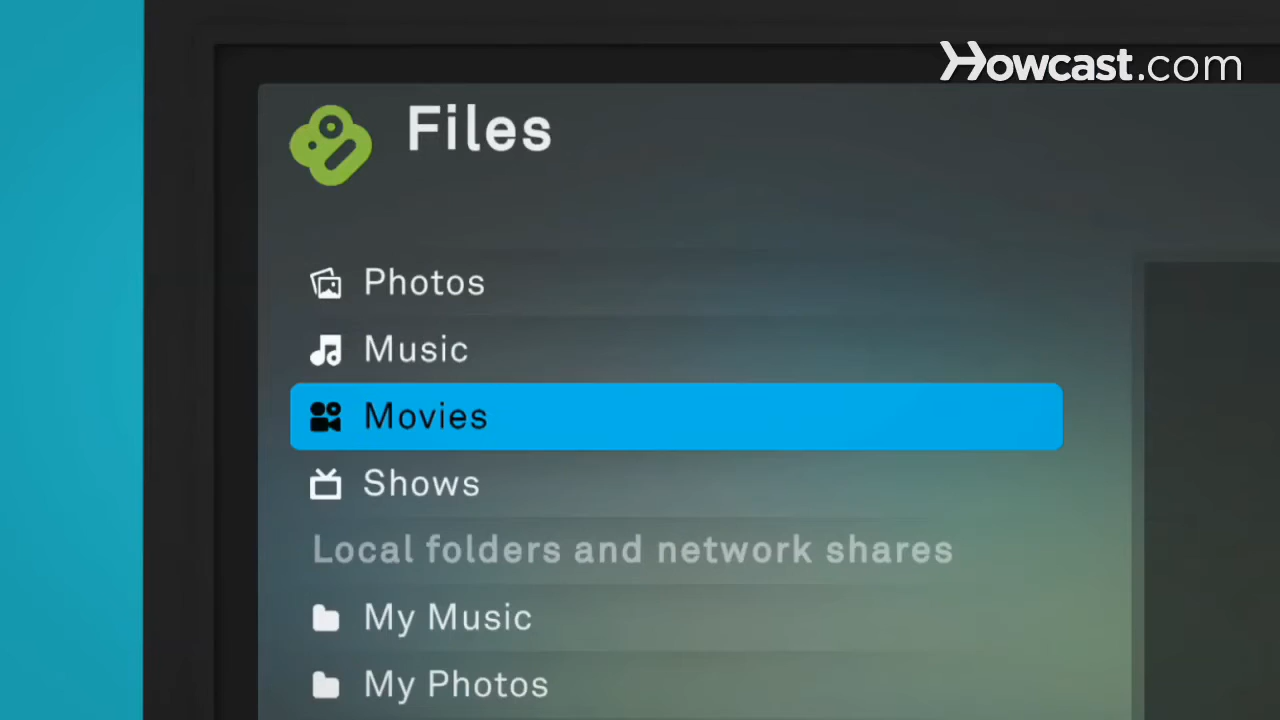 Howcast.com
Files
Photos
Music
Movies
Shows
Local folders and network shares
My Music
My Photos